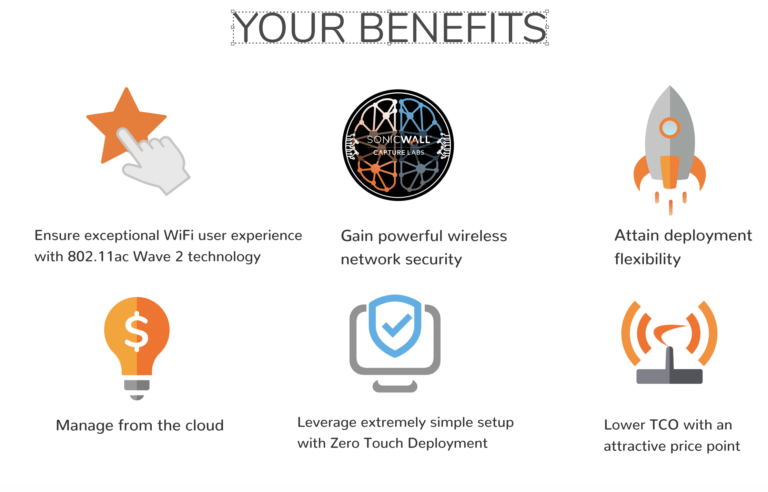 YOUR BENEFITS
SONICWALL
CAPTURE LABS
Ensure exceptional WiFi user experience
with 802.11ac Wave 2 technology
Gain powerful wireless
network security
Attain deployment
flexibility
$
Manage from the cloud
Leverage extremely simple setup
with Zero Touch Deployment
Lower TCO with an
attractive price point